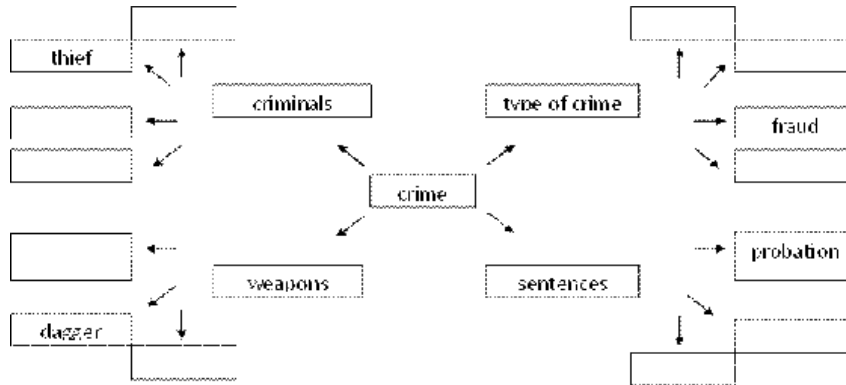 thief
criminals
type of crime
fraud
crime
probation
weapons
sentences
dagger